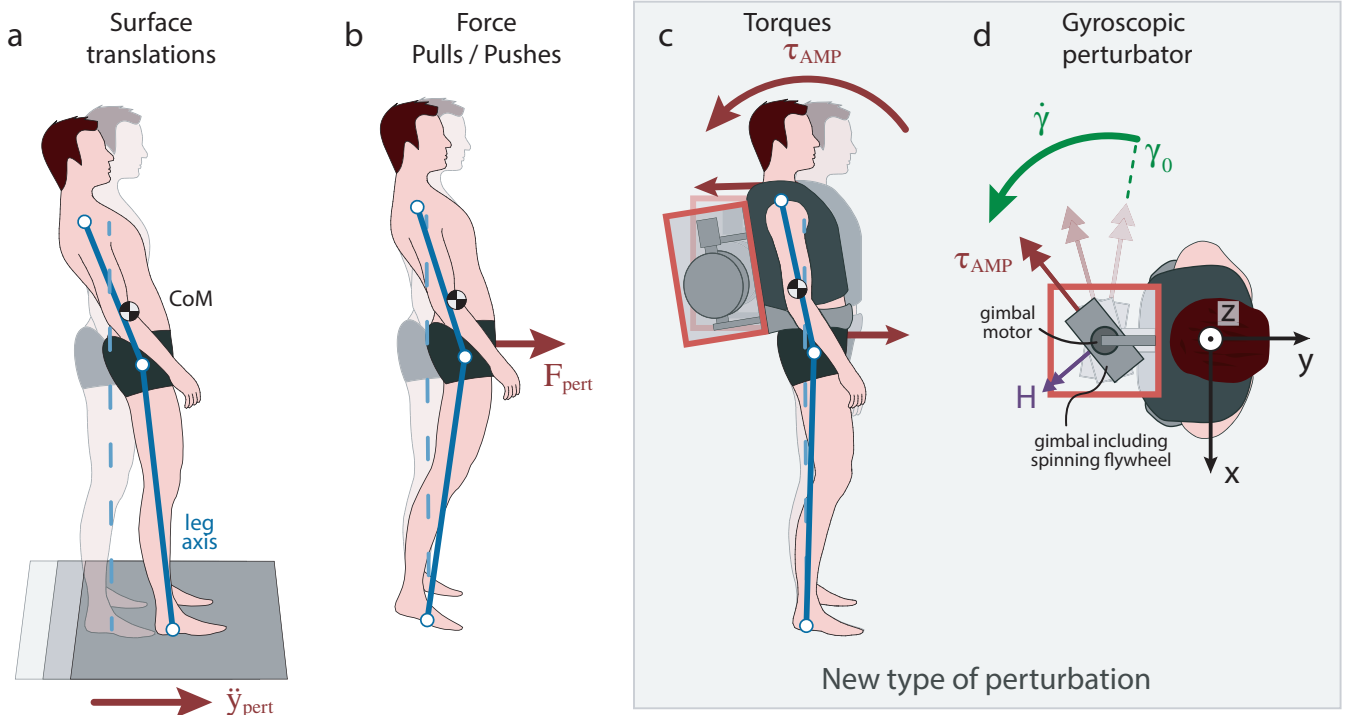 a
Surface
translations
CoM
leg
axis
ÿpert
b
Force
Pulls / Pushes
Fpert
c
Torques
τAMP
d
Gyroscopic
perturbator
γ̇
γ0
τAMP
gimbal
motor
H
gimbal including
spinning flywheel
z
y
x
New type of perturbation